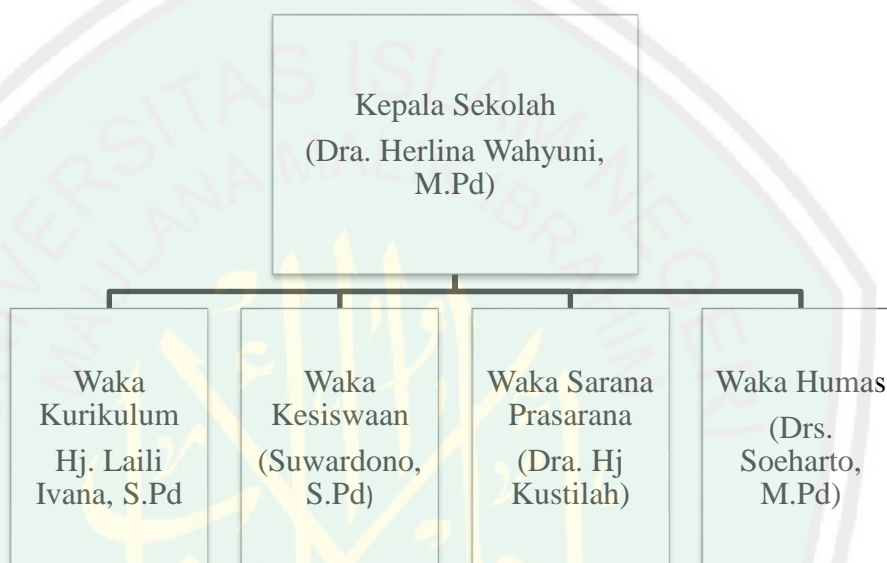 Kepala Sekolah
(Dra. Herlina Wahyuni,
M.Pd)
Waka
Kurikulum
Hj. Laili
Ivana, S.Pd
Waka
Kesiswaan
(Suwardono,
S.Pd)
Waka Sarana
Prasarana
(Dra. Hj
Kustilah)
Waka Humas
(Drs.
Soeharto,
M.Pd)